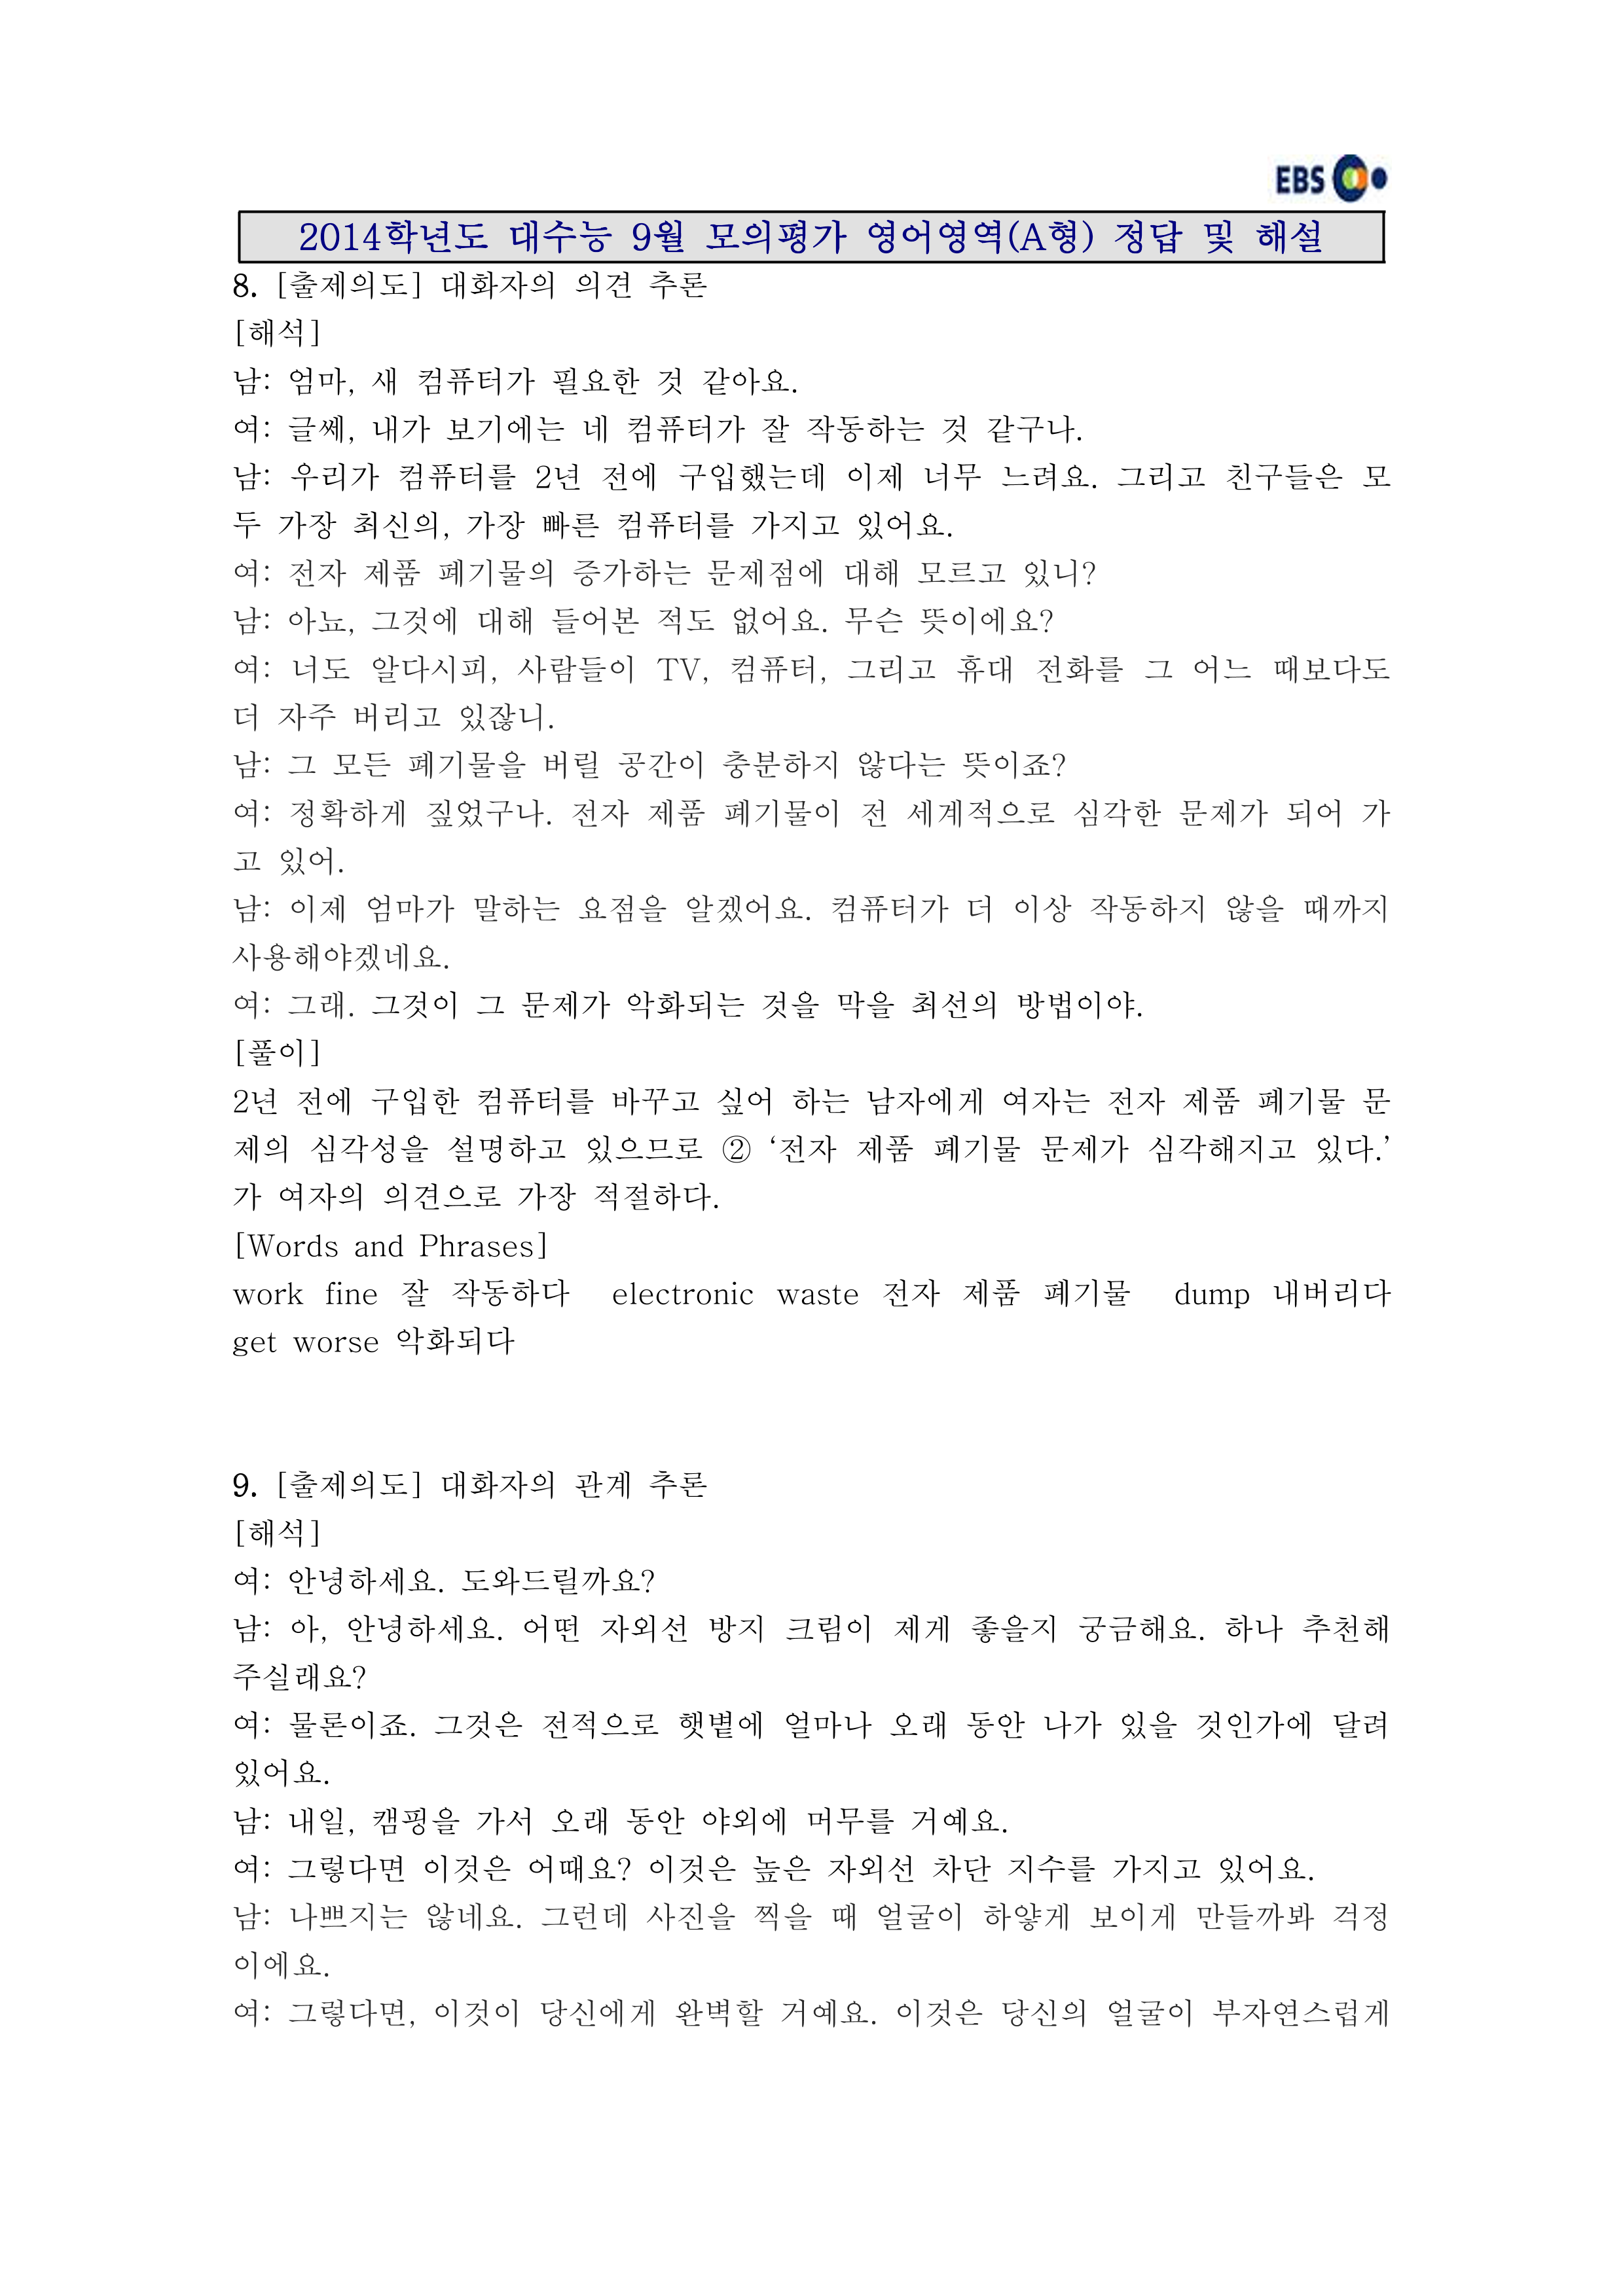 EBS
2014학년도 대수능 9월 모의평가 영어영역(A형) 정답 및 해설
8. [출제의도] 대화자의 의견 추론
[해석]
남: 엄마, 새 컴퓨터가 필요한 것 같아요.
여: 글쎄, 내가 보기에는 네 컴퓨터가 잘 작동하는 것 같구나.
남: 우리가 컴퓨터를 2년 전에 구입했는데 이제 너무 느려요. 그리고 친구들은 모
두 가장 최신의, 가장 빠른 컴퓨터를 가지고 있어요.
여: 전자 제품 폐기물의 증가하는 문제점에 대해 모르고 있니?
남: 아뇨, 그것에 대해 들어본 적도 없어요. 무슨 뜻이에요?
여: 너도 알다시피, 사람들이 TV, 컴퓨터, 그리고 휴대 전화를 그 어느 때보다도
더 자주 버리고 있잖니.
남: 그 모든 폐기물을 버릴 공간이 충분하지 않다는 뜻이죠?
여: 정확하게 짚었구나. 전자 제품 폐기물이 전 세계적으로 심각한 문제가 되어 가
고 있어.
남: 이제 엄마가 말하는 요점을 알겠어요. 컴퓨터가 더 이상 작동하지 않을 때까지
사용해야겠네요.
여: 그래. 그것이 그 문제가 악화되는 것을 막을 최선의 방법이야.
[풀이]
2년 전에 구입한 컴퓨터를 바꾸고 싶어 하는 남자에게 여자는 전자 제품 폐기물 문
제의 심각성을 설명하고 있으므로 ② ‘전자 제품 폐기물 문제가 심각해지고 있다.’
가 여자의 의견으로 가장 적절하다.
[Words and Phrases]
work fine 잘 작동하다 electronic waste 전자 제품 폐기물 dump 내버리다
get worse 악화되다
9. [출제의도] 대화자의 관계 추론
[해석]
여: 안녕하세요. 도와드릴까요?
남: 아, 안녕하세요. 어떤 자외선 방지 크림이 제게 좋을지 궁금해요. 하나 추천해
주실래요?
여: 물론이죠. 그것은 전적으로 햇볕에 얼마나 오래 동안 나가 있을 것인가에 달려
있어요.
남: 내일, 캠핑을 가서 오래 동안 야외에 머무를 거예요.
여: 그렇다면 이것은 어때요? 이것은 높은 자외선 차단 지수를 가지고 있어요.
남: 나쁘지는 않네요. 그런데 사진을 찍을 때 얼굴이 하얗게 보이게 만들까봐 걱정
이에요.
여: 그렇다면, 이것이 당신에게 완벽할 거예요. 이것은 당신의 얼굴이 부자연스럽게